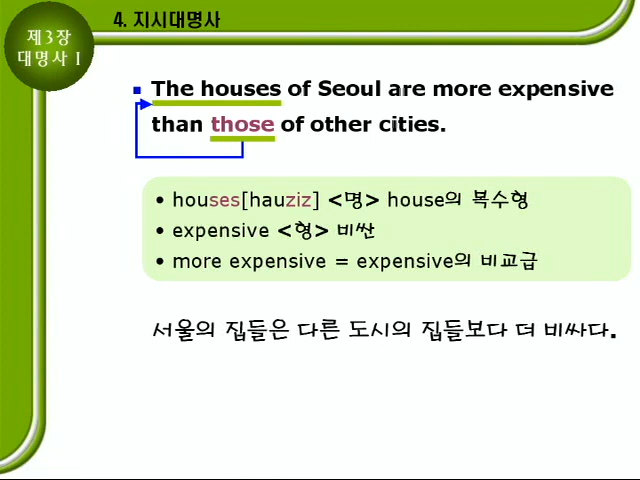 제3장
대명사 I
4. 지시대명사
▪ The houses of Seoul are more expensive
than those of other cities.
• houses[hauziz] <명> house의 복수형
• expensive <형> 비싼
• more expensive = expensive의 비교급
서울의 집들은 다른 도시의 집들보다 더 비싸다.